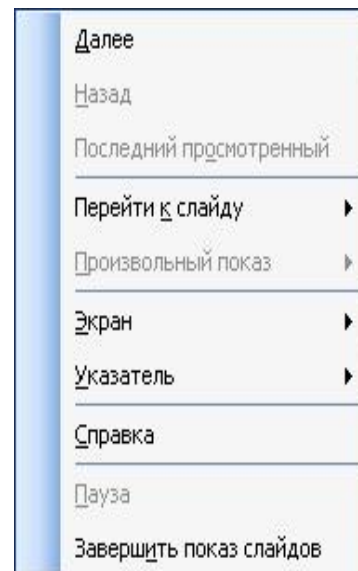 Далее
Назад
Последний просмотренный
Перейти к слайду
Произвольный показ
Экран
Указатель
Справка
Пауза
Завершить показ слайдов